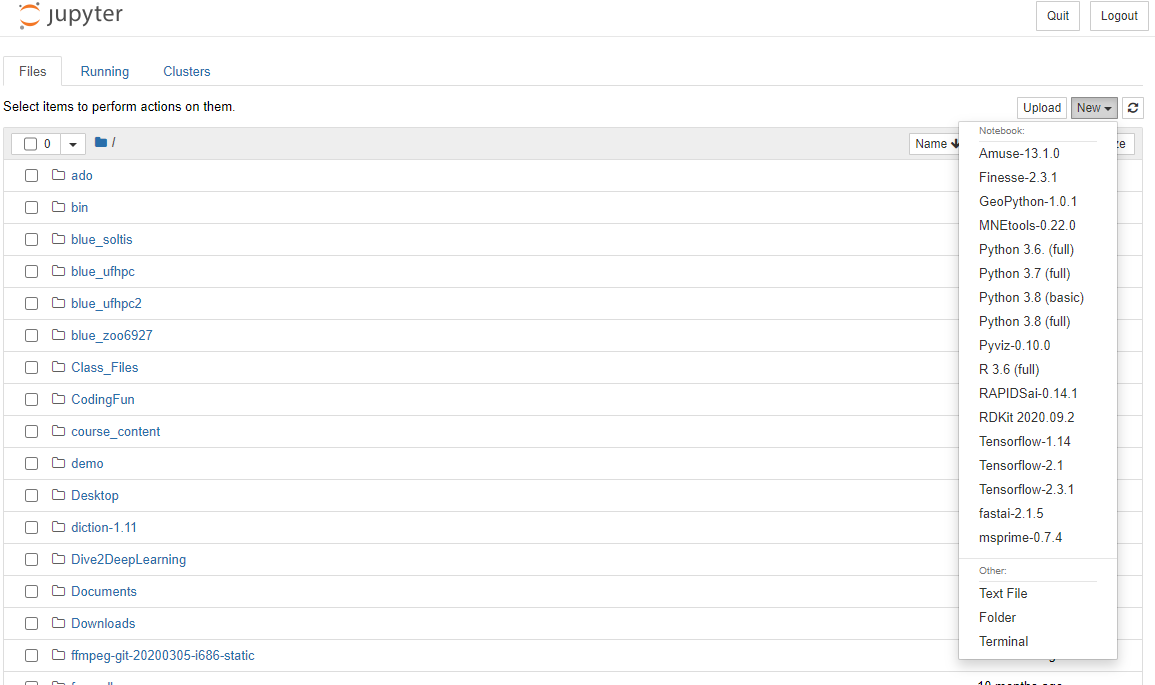 jupyter
Quit Logout
Files Running Clusters
Select items to perform actions on them.
Upload New
0 / Name
Notebook:
Amuse-13.1.0
Finesse-2.3.1
GeoPython-1.0.1
MNEtools-0.22.0
Python 3.6. (full)
Python 3.7 (full)
Python 3.8 (basic)
Python 3.8 (full)
Pyviz-0.10.0
R 3.6 (full)
RAPIDSai-0.14.1
RDKit 2020.09.2
Tensorflow-1.14
Tensorflow-2.1
Tensorflow-2.3.1
fastai-2.1.5
msprime-0.7.4
Other:
Text File
Folder
Terminal
ado
bin
blue_soltis
blue_ufhpc
blue_ufhpc2
blue_zoo6927
Class_Files
CodingFun
course_content
demo
Desktop
diction-1.11
Dive2DeepLearning
Documents
Downloads
ffmpeg-git-20200305-i686-static